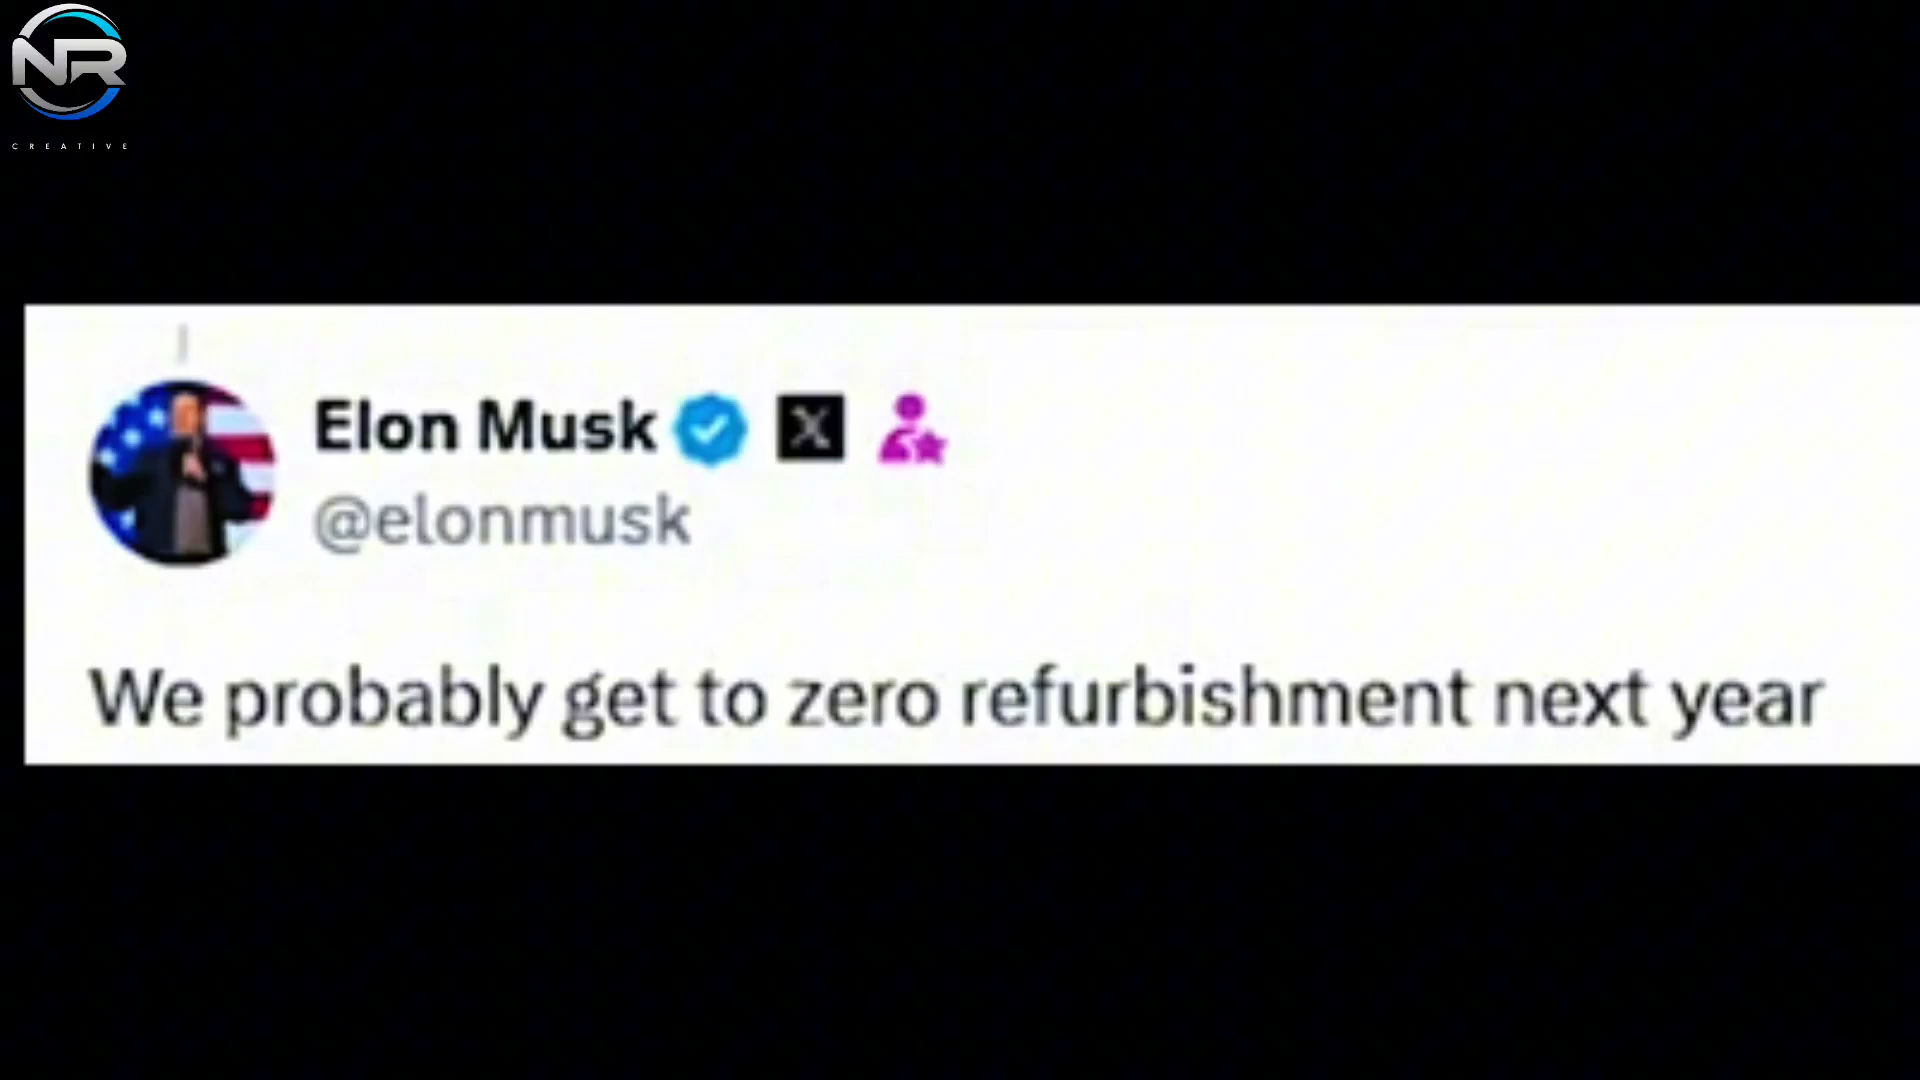 NR
CREATIVE
Elon Musk
@elonmusk
We probably get to zero refurbishment next year